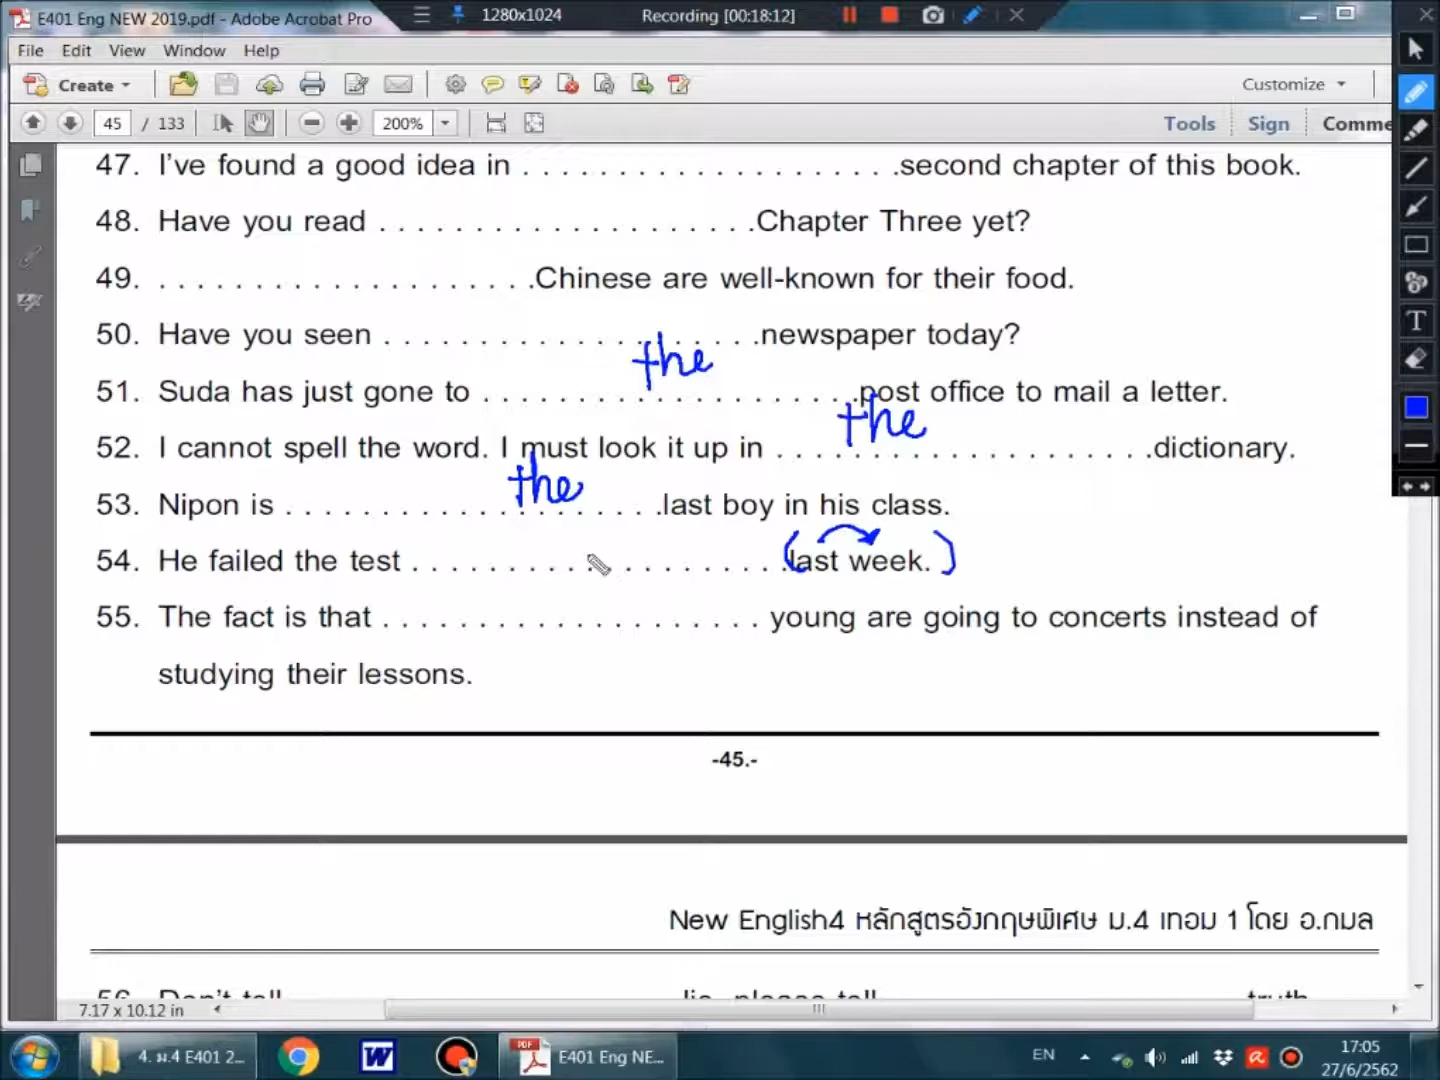 E401 Eng NEW 2019.pdf - Adobe Acrobat Pro
1280x1024
Recording [00:18:12]
File Edit View Window Help
Create
Customize
45 / 133
200%
Tools
Sign
Comme
47. I've found a good idea in . . . . . . . . . . . . . . . . . . . .second chapter of this book.
48. Have you read . . . . . . . . . . . . . . . . . . . .Chapter Three yet?
49. . . . . . . . . . . . . . . . . . . . .Chinese are well-known for their food.
50. Have you seen . . . . . . . . . . . . . . . . . . . .newspaper today?
the
51. Suda has just gone to . . . . . . . . . . . . . . . . . . . .post office to mail a letter.
the
52. I cannot spell the word. I must look it up in . . . . . . . . . . . . . . . . . . . .dictionary.
the
53. Nipon is . . . . . . . . . . . . . . . . . . . .last boy in his class.
54. He failed the test . . . . . . . . . . . . . . . . . . . .(last week.)
55. The fact is that . . . . . . . . . . . . . . . . . . . . young are going to concerts instead of
studying their lessons.
-45.-
New English4 หลักสูตรอังกฤษพิเศษ ม.4 เทอม 1 โดย อ.กมล
56. Don't tell lie, please tell truth
7.17 x 10.12 in
4. ม.4 E401 2...
E401 Eng NE...
EN
17:05
27/6/2562